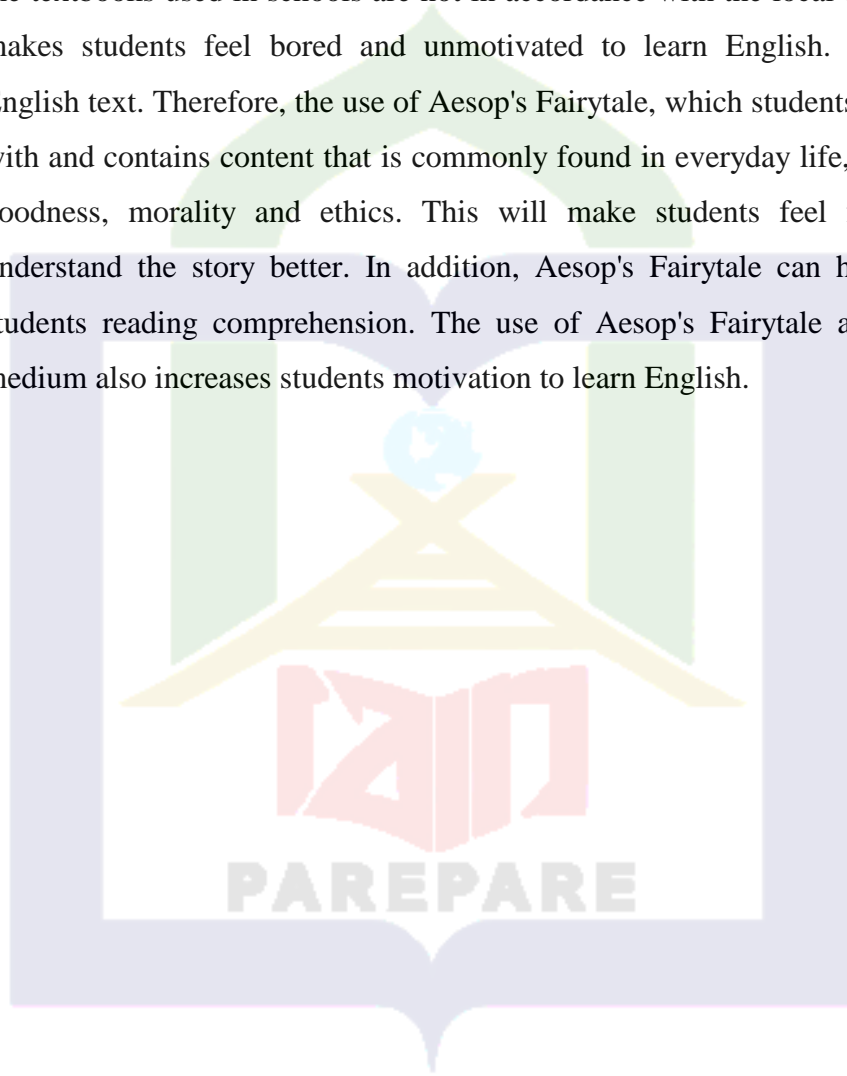 textbooks used in schools are not in accordance with the local
makes students feel bored and unmotivated to learn English.
English text. Therefore, the use of Aesop's Fairytale, which students
with and contains content that is commonly found in everyday life,
goodness, morality and ethics. This will make students feel
understand the story better. In addition, Aesop's Fairytale can
students reading comprehension. The use of Aesop's Fairytale
medium also increases students motivation to learn English.
iain
PAREPARE